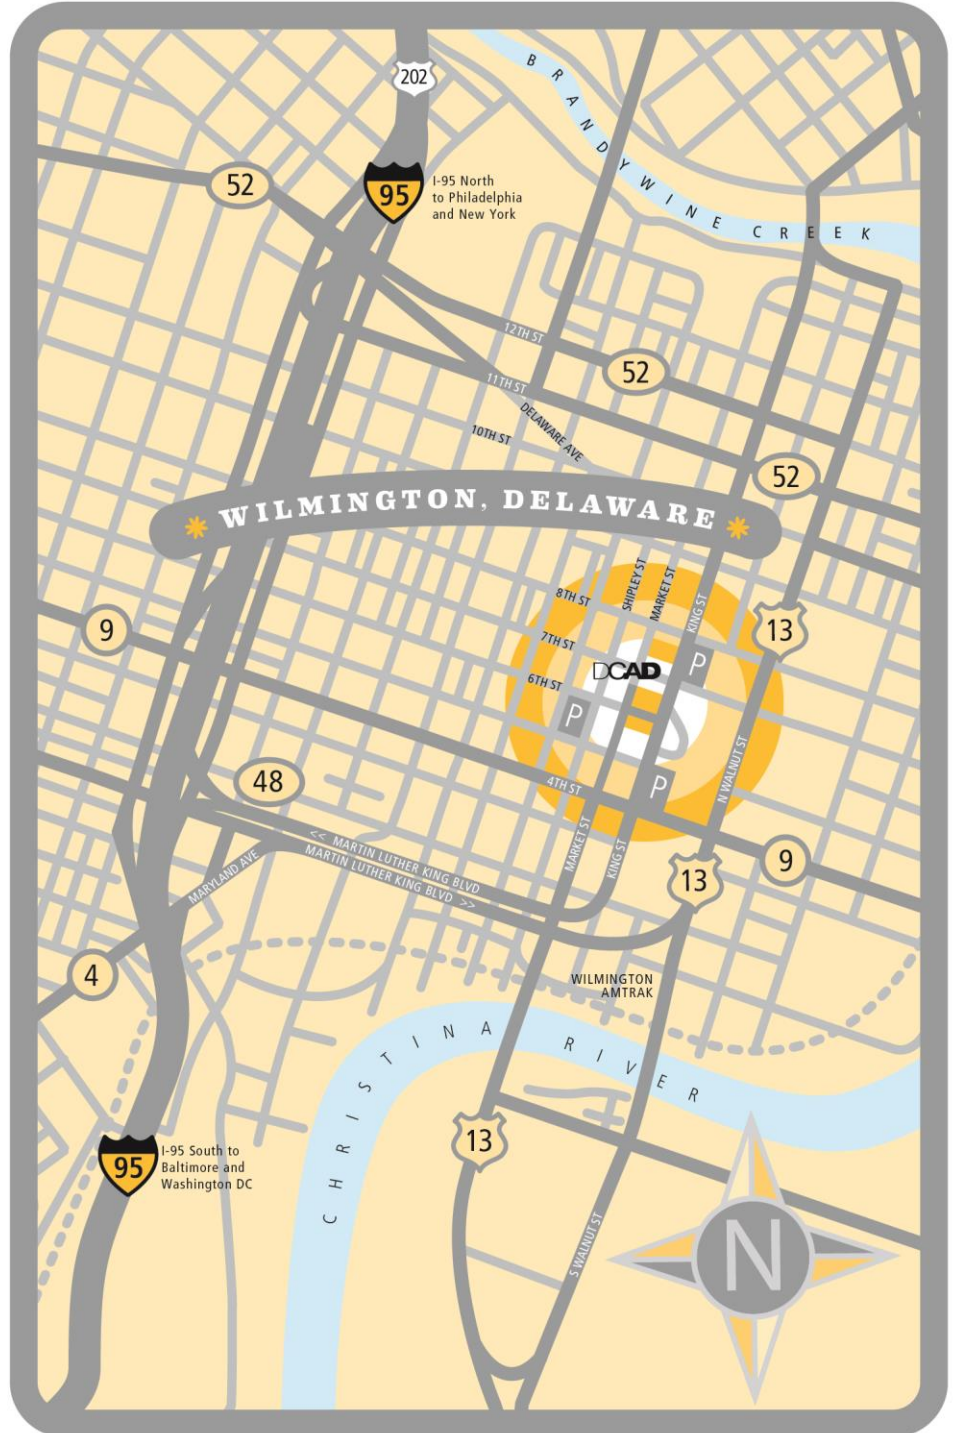 202
BRANDYWINE CREEK
52
95
I-95 North
to Philadelphia
and New York
12TH ST
52
11TH ST
DELAWARE AVE
10TH ST
52
WILMINGTON, DELAWARE
8TH ST
SHIPLEY ST
MARKET ST
KING ST
13
9
7TH ST
DCAD
P
6TH ST
P
48
4TH ST
P
N WALNUT ST
<< MARTIN LUTHER KING BLVD
MARTIN LUTHER KING BLVD >>
MARKET ST
KING ST
9
13
MARYLAND AVE
4
WILMINGTON
AMTRAK
CHRISTINA RIVER
13
95
I-95 South to
Baltimore and
Washington DC
S WALNUT ST
N